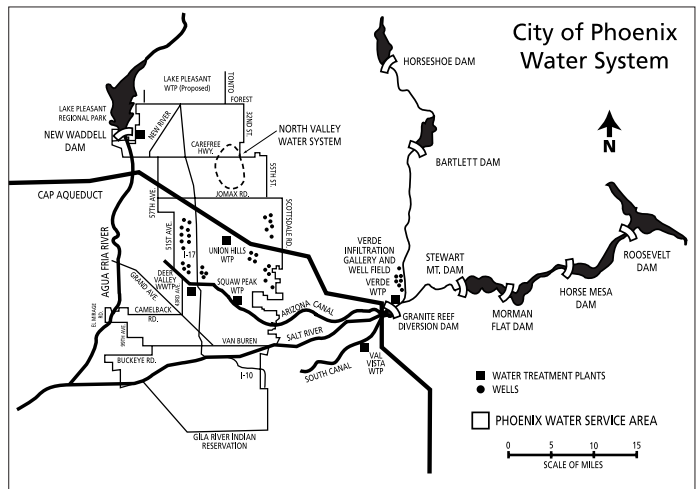 City of Phoenix
Water System
HORSESHOE DAM
LAKE PLEASANT
WTP (Proposed)
TONTO
FOREST
LAKE PLEASANT
REGIONAL PARK
NEW RIVER
32ND ST.
NEW WADDELL
DAM
NORTH VALLEY
WATER SYSTEM
CAREFREE
HWY.
N
BARTLETT DAM
55TH ST.
CAP AQUEDUCT
JOMAX RD.
57TH AVE.
51ST AVE.
SCOTTSDALE RD.
I-17
UNION HILLS
WTP
VERDE
INFILTRATION
GALLERY AND
WELL FIELD
VERDE
WTP
STEWART
MT. DAM
ROOSEVELT
DAM
AGUA FRIA RIVER
GRAND AVE.
DEER
VALLEY
WWTP
43RD AVE.
SQUAW PEAK
WTP
HORSE MESA
DAM
MORMAN
FLAT DAM
EL MIRAGE
RD.
CAMELBACK
RD.
ARIZONA CANAL
GRANITE REEF
DIVERSION DAM
99TH AVE.
VAN BUREN
SALT RIVER
BUCKEYE RD.
SOUTH CANAL
VAL
VISTA
WTP
I-10
WATER TREATMENT PLANTS
WELLS
PHOENIX WATER SERVICE AREA
GILA RIVER INDIAN
RESERVATION
0 5 10 15
SCALE OF MILES